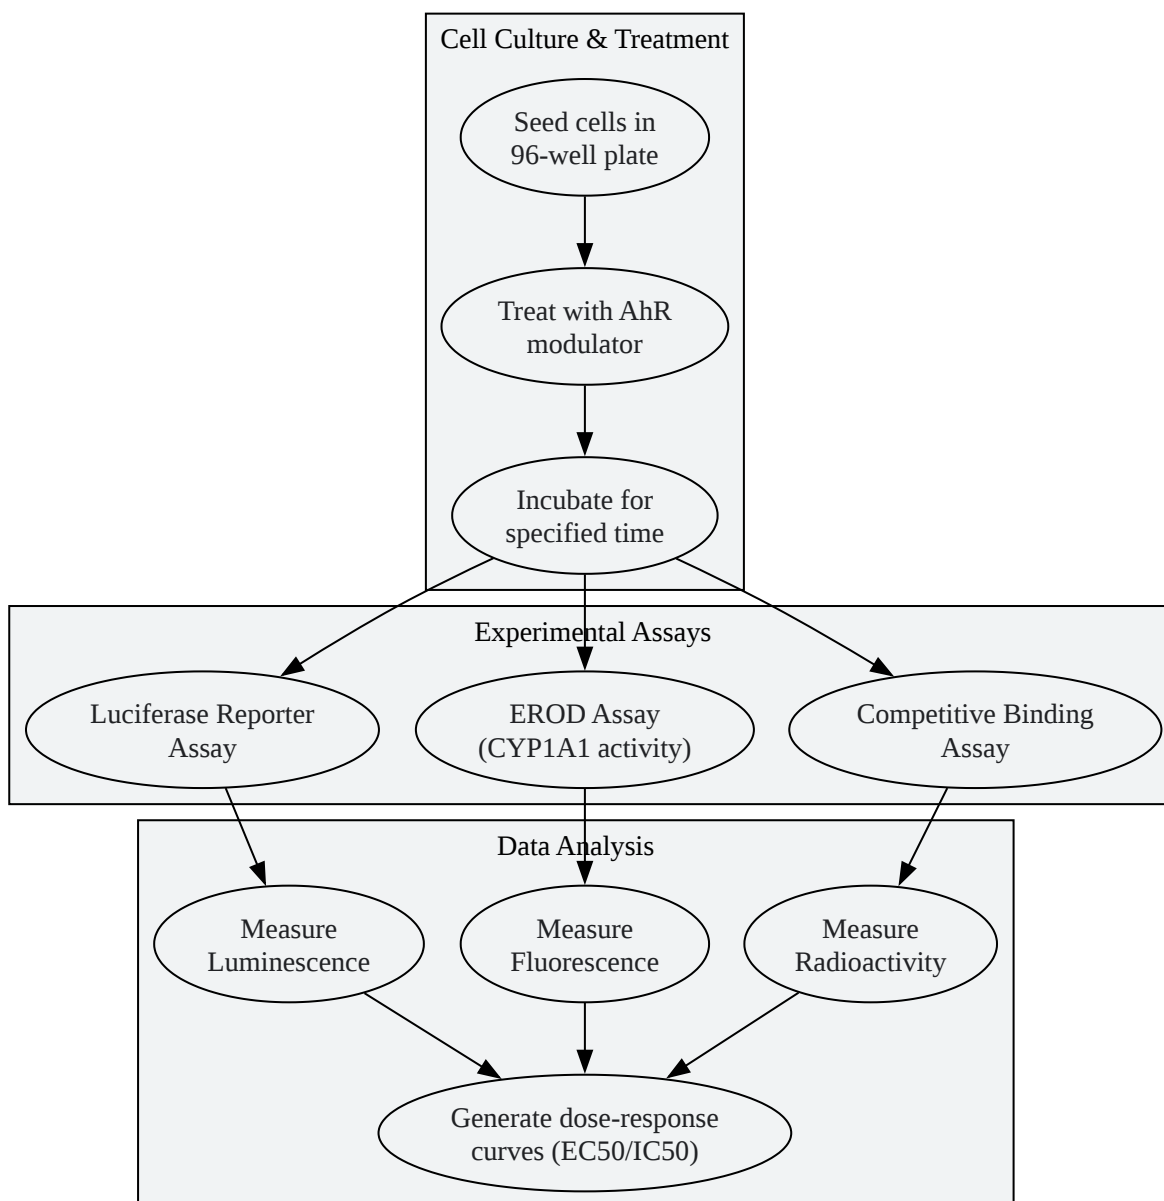 Cell Culture & Treatment
Seed cells in
96-well plate
Treat with AhR
modulator
Incubate for
specified time
Experimental Assays
Luciferase Reporter
Assay
EROD Assay
(CYP1A1 activity)
Competitive Binding
Assay
Data Analysis
Measure
Luminescence
Measure
Fluorescence
Measure
Radioactivity
Generate dose-response
curves (EC50/IC50)